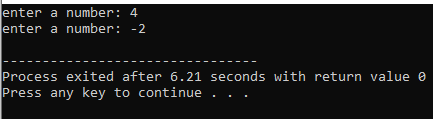 enter a number: 4
enter a number: -2
--------------------------------
Process exited after 6.21 seconds with return value 0
Press any key to continue . . .